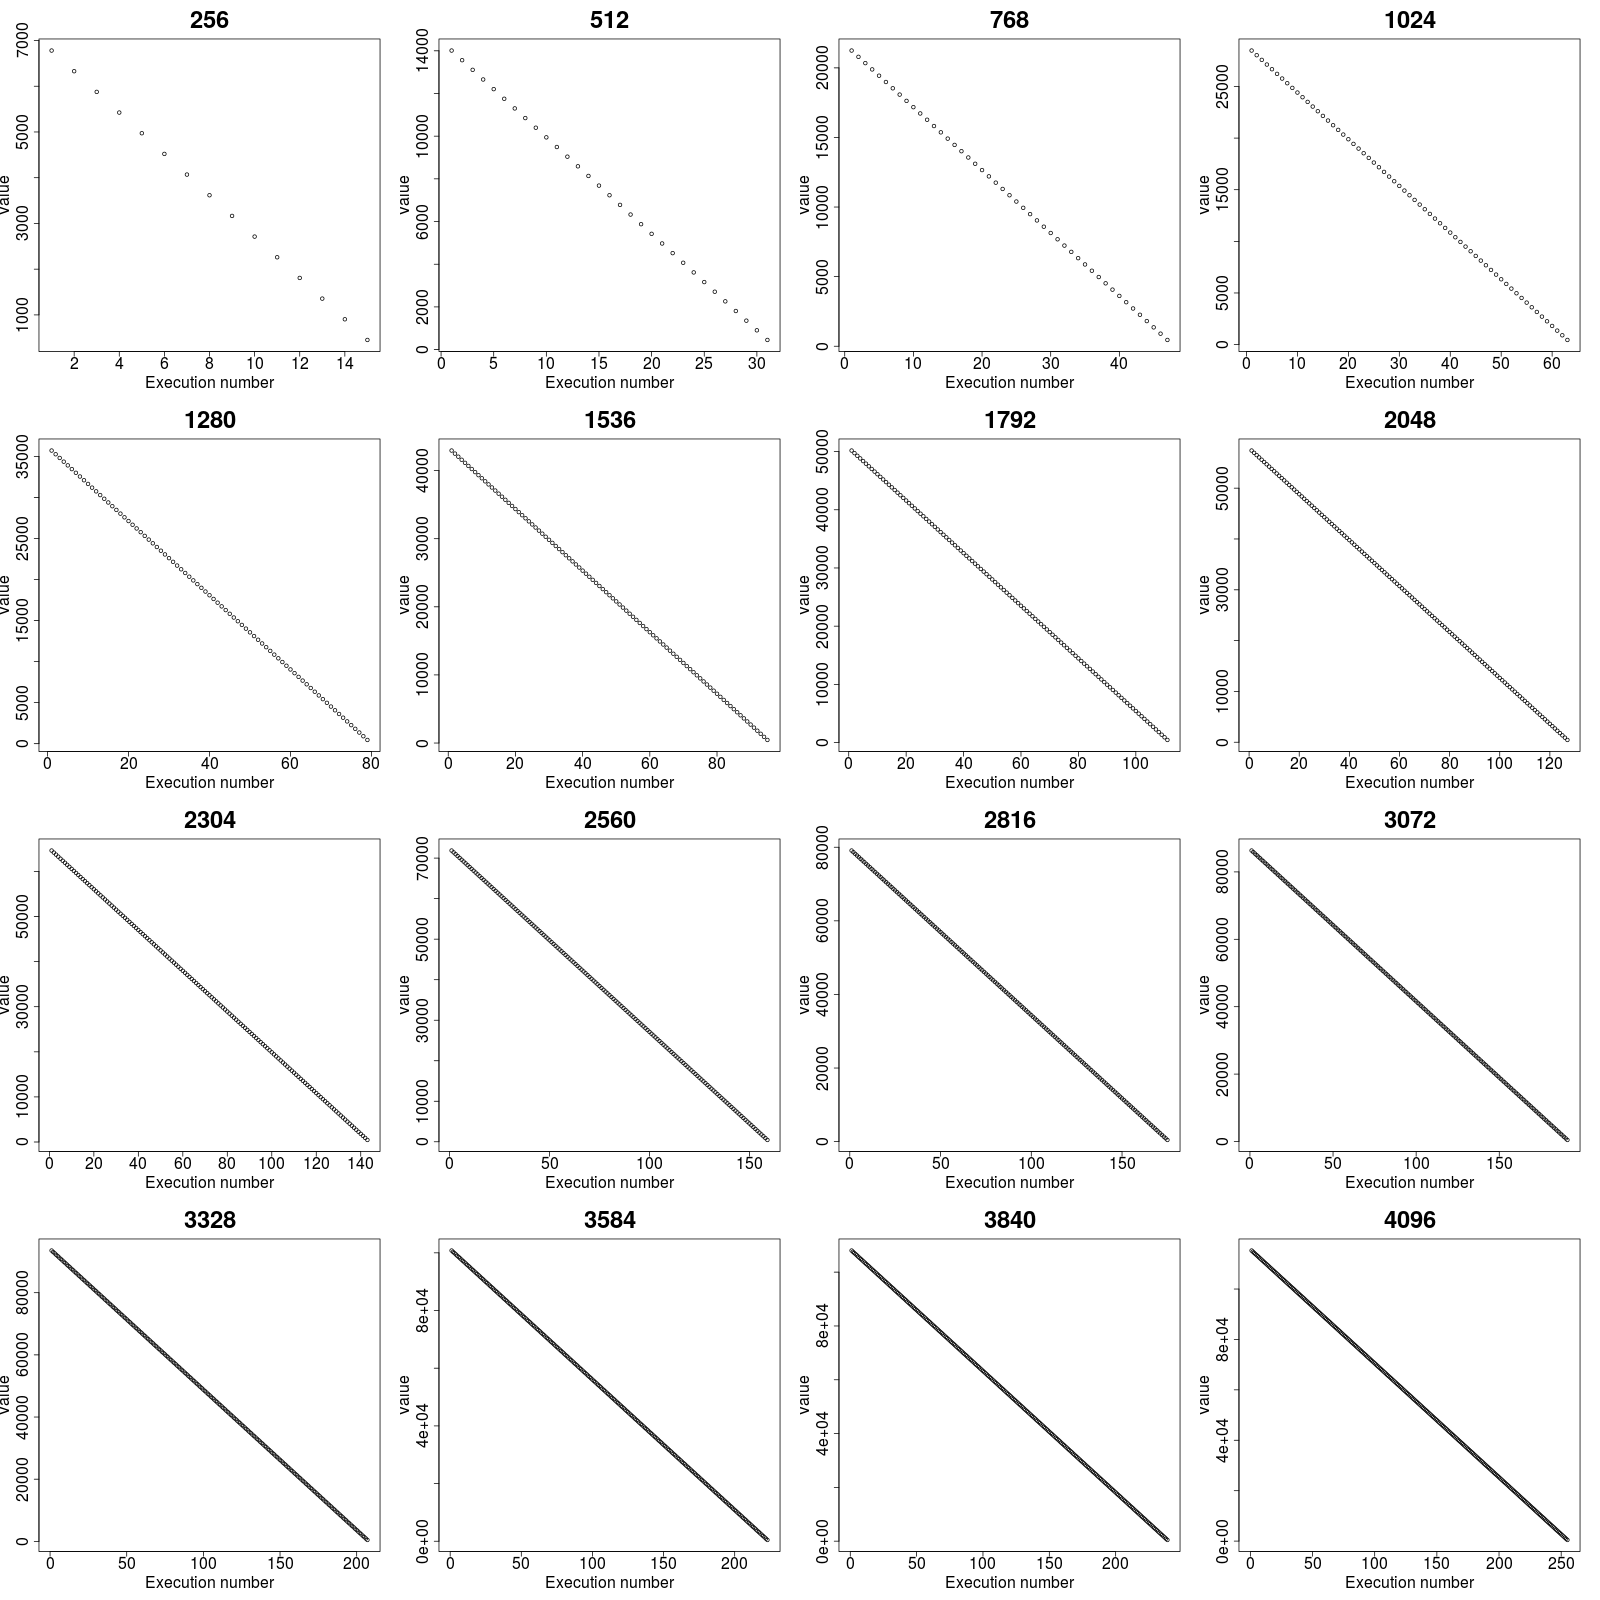 256
value
1000 3000 5000 7000
2 4 6 8 10 12 14
Execution number
512
value
0 2000 6000 10000 14000
0 5 10 15 20 25 30
Execution number
768
value
0 5000 10000 15000 20000
0 10 20 30 40
Execution number
1024
value
0 5000 15000 25000
0 10 20 30 40 50 60
Execution number
1280
value
0 5000 15000 25000 35000
0 20 40 60 80
Execution number
1536
value
0 10000 20000 30000 40000
0 20 40 60 80
Execution number
1792
value
0 10000 20000 30000 40000 50000
0 20 40 60 80 100
Execution number
2048
value
0 10000 30000 50000
0 20 40 60 80 100 120
Execution number
2304
value
0 10000 30000 50000
0 20 40 60 80 100 120 140
Execution number
2560
value
0 10000 30000 50000 70000
0 50 100 150
Execution number
2816
value
0 20000 40000 60000 80000
0 50 100 150
Execution number
3072
value
0 20000 40000 60000 80000
0 50 100 150
Execution number
3328
value
0 20000 40000 60000 80000
0 50 100 150 200
Execution number
3584
value
0e+00 4e+04 8e+04
0 50 100 150 200
Execution number
3840
value
0e+00 4e+04 8e+04
0 50 100 150 200
Execution number
4096
value
0e+00 4e+04 8e+04
0 50 100 150 200 250
Execution number